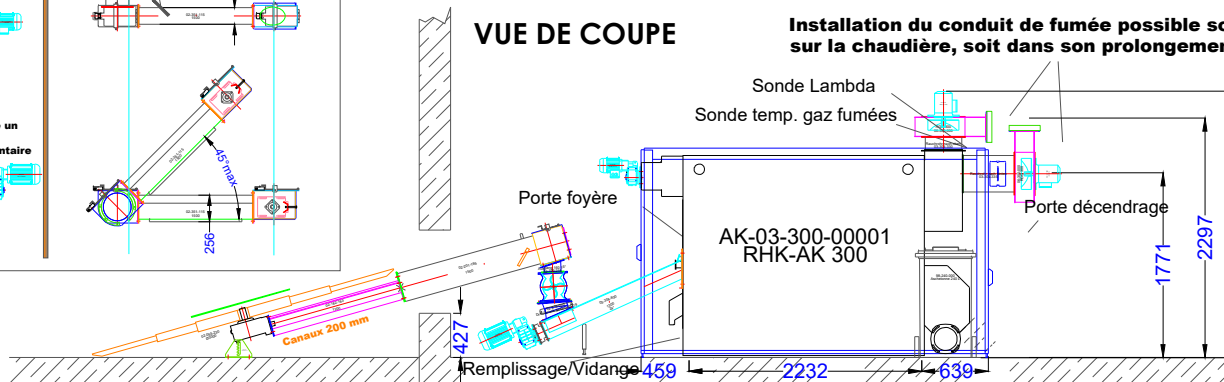 VUE DE COUPE
Installation du conduit de fumée possible so
sur la chaudière, soit dans son prolongemen
Sonde Lambda
Sonde temp. gaz fumées
un
entaire
45°max
256
Porte foyère
Porte décendrage
AK-03-300-00001
RHK-AK 300
1771
2297
Canaux 200 mm
427
Remplissage/Vidange
459
2232
639